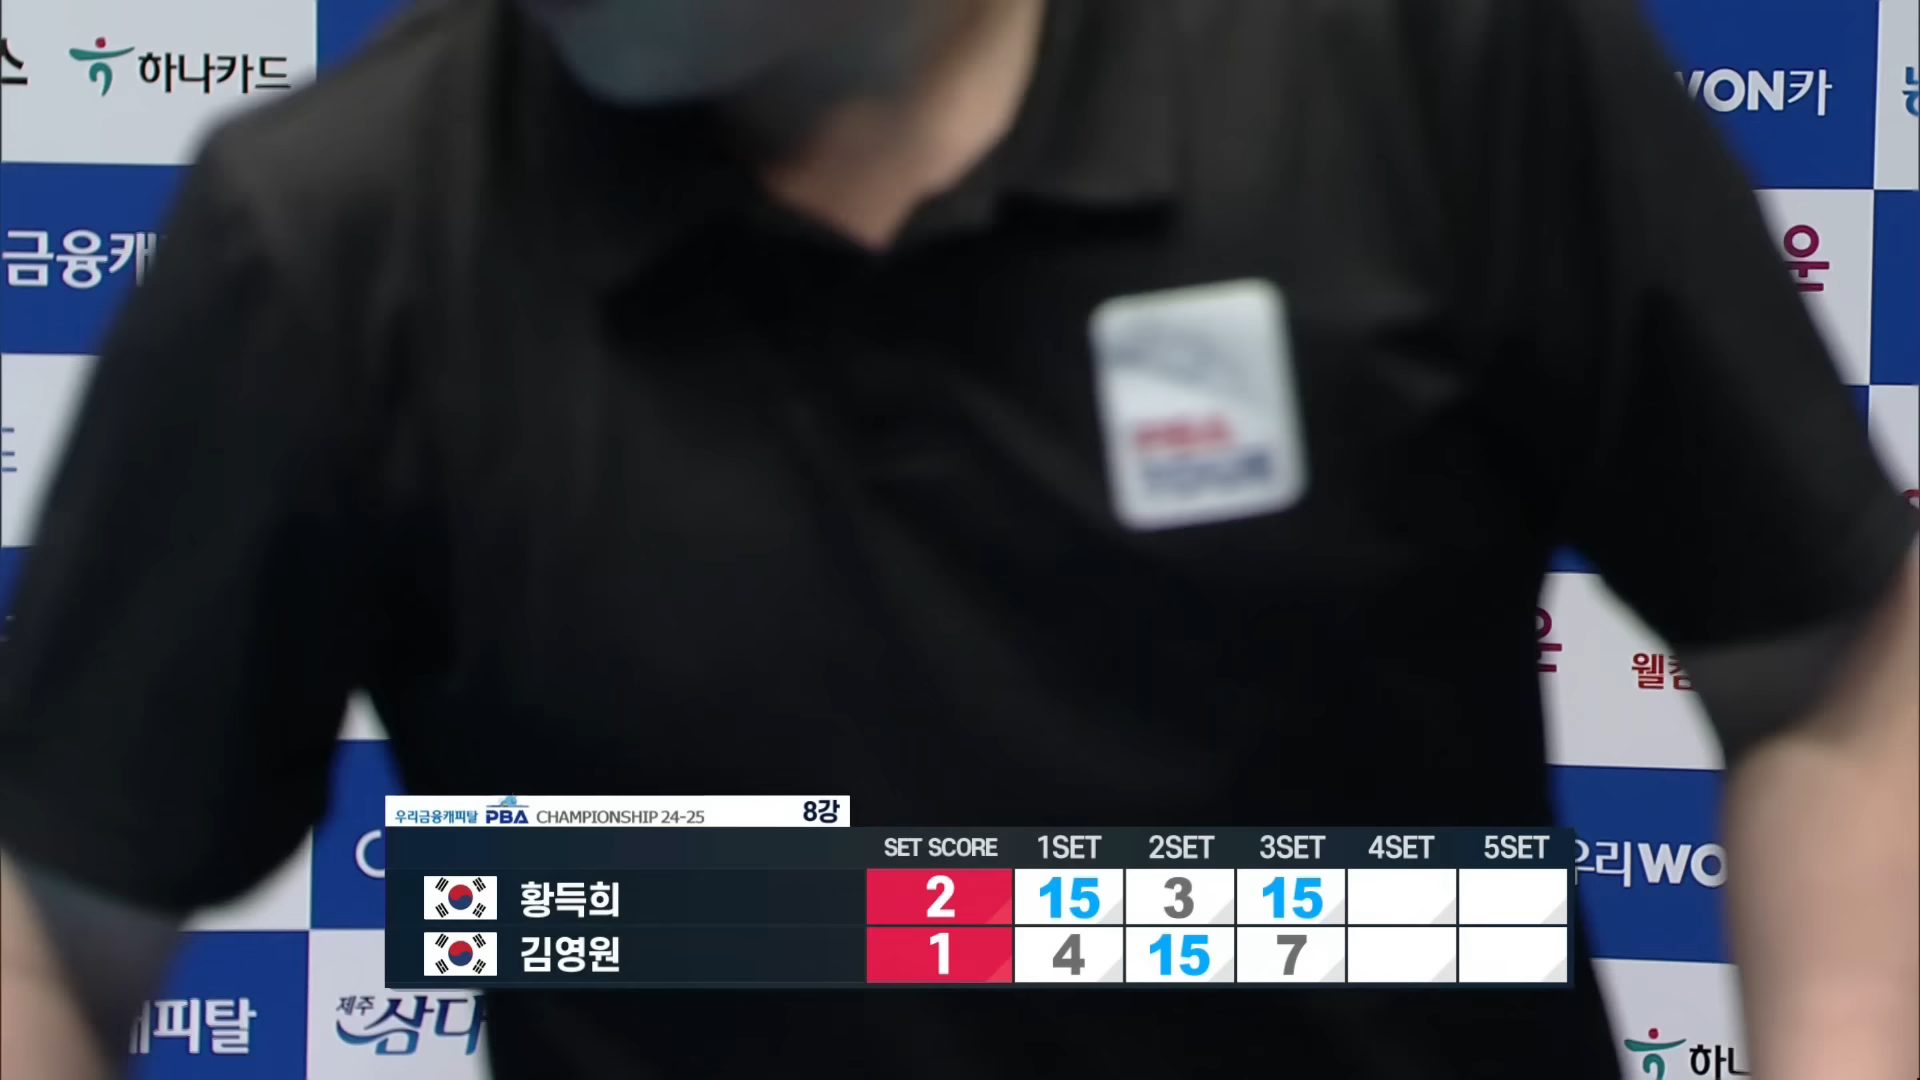 하나카드
WON카
금융캐
운
웰컴
우리금융캐피탈 PBA CHAMPIONSHIP 24-25 8강
SET SCORE 1SET 2SET 3SET 4SET 5SET
황득희 2 15 3 15
김영원 1 4 15 7
우리WO
PBA
TOUR
피탈
제주 삼다
하나